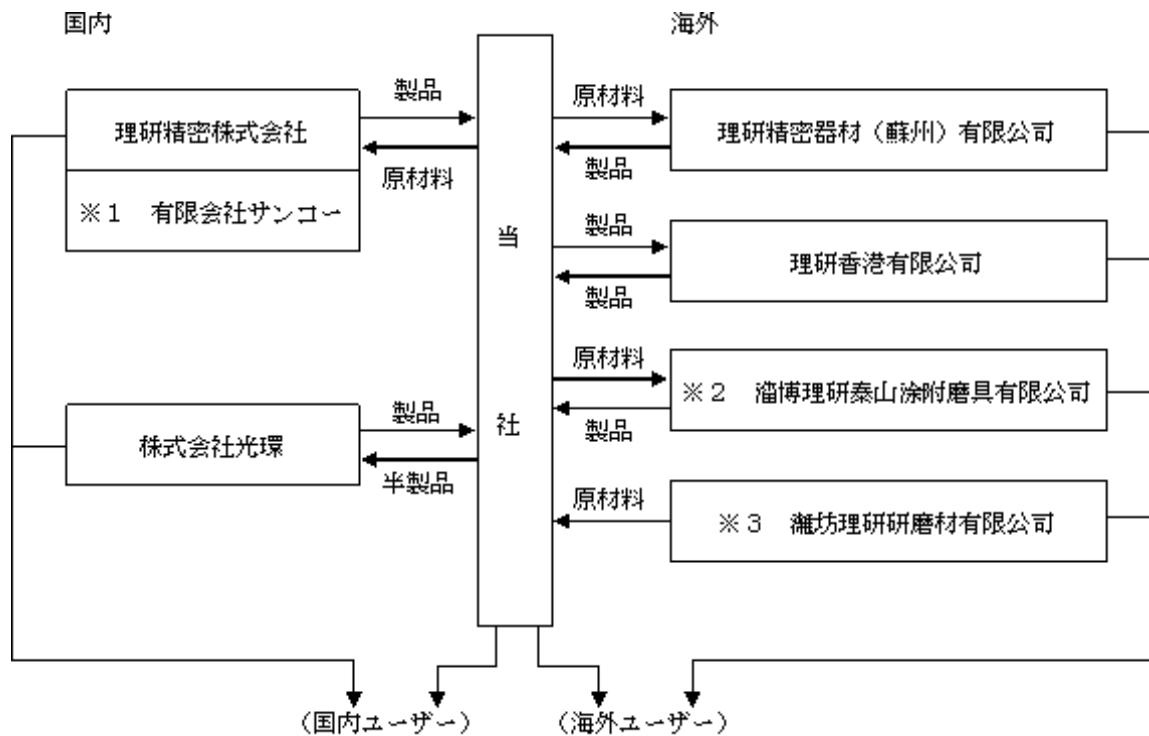 国内
海外
製品
理研精密株式会社
原材料
※1 有限会社サンコー
原材料
理研精密器材（蘇州）有限公司
製品
当
社
製品
理研香港有限公司
製品
製品
株式会社光環
半製品
原材料
※2 淄博理研泰山涂附磨具有限公司
製品
原材料
※3 濰坊理研研磨材有限公司
（国内ユーザー）
（海外ユーザー）